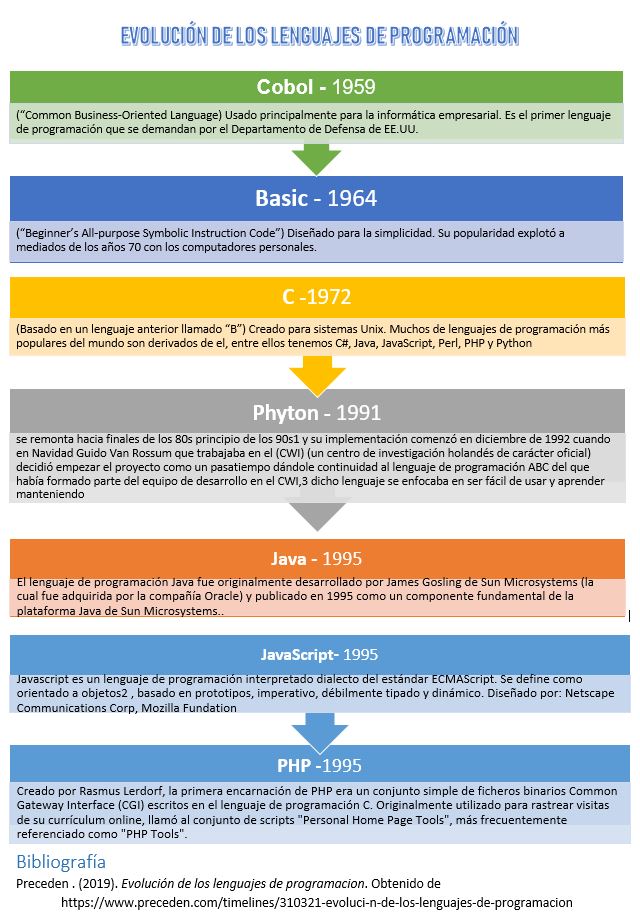 EVOLUCIÓN DE LOS LENGUAJES DE PROGRAMACIÓN
Cobol - 1959
("Common Business-Oriented Language) Usado principalmente para la informática empresarial. Es el primer lenguaje
de programación que se demandan por el Departamento de Defensa de EE.UU.
Basic - 1964
("Beginner's All-purpose Symbolic Instruction Code") Diseñado para la simplicidad. Su popularidad explotó a
mediados de los años 70 con los computadores personales.
C -1972
(Basado en un lenguaje anterior llamado "B") Creado para sistemas Unix. Muchos de lenguajes de programación más
populares del mundo son derivados de el, entre ellos tenemos C#, Java, JavaScript, Perl, PHP y Python
Phyton - 1991
se remonta hacia finales de los 80s principio de los 90s1 y su implementación comenzó en diciembre de 1992 cuando
en Navidad Guido Van Rossum que trabajaba en el (CWI) (un centro de investigación holandés de carácter oficial)
decidió empezar el proyecto como un pasatiempo dándole continuidad al lenguaje de programación ABC del que
había formado parte del equipo de desarrollo en el CWI,3 dicho lenguaje se enfocaba en ser fácil de usar y aprender
manteniendo
Java - 1995
El lenguaje de programación Java fue originalmente desarrollado por James Gosling de Sun Microsystems (la
cual fue adquirida por la compañía Oracle) y publicado en 1995 como un componente fundamental de la
plataforma Java de Sun Microsystems..
JavaScript- 1995
Javascript es un lenguaje de programación interpretado dialecto del estándar ECMAScript. Se define como
orientado a objetos2 , basado en prototipos, imperativo, débilmente tipado y dinámico. Diseñado por: Netscape
Communications Corp, Mozilla Fundation
PHP -1995
Creado por Rasmus Lerdorf, la primera encarnación de PHP era un conjunto simple de ficheros binarios Common
Gateway Interface (CGI) escritos en el lenguaje de programación C. Originalmente utilizado para rastrear visitas
de su currículum online, llamó al conjunto de scripts "Personal Home Page Tools", más frecuentemente
referenciado como "PHP Tools".
Bibliografía
Preceden . (2019). Evolución de los lenguajes de programacion. Obtenido de
https://www.preceden.com/timelines/310321-evoluci-n-de-los-lenguajes-de-programacion